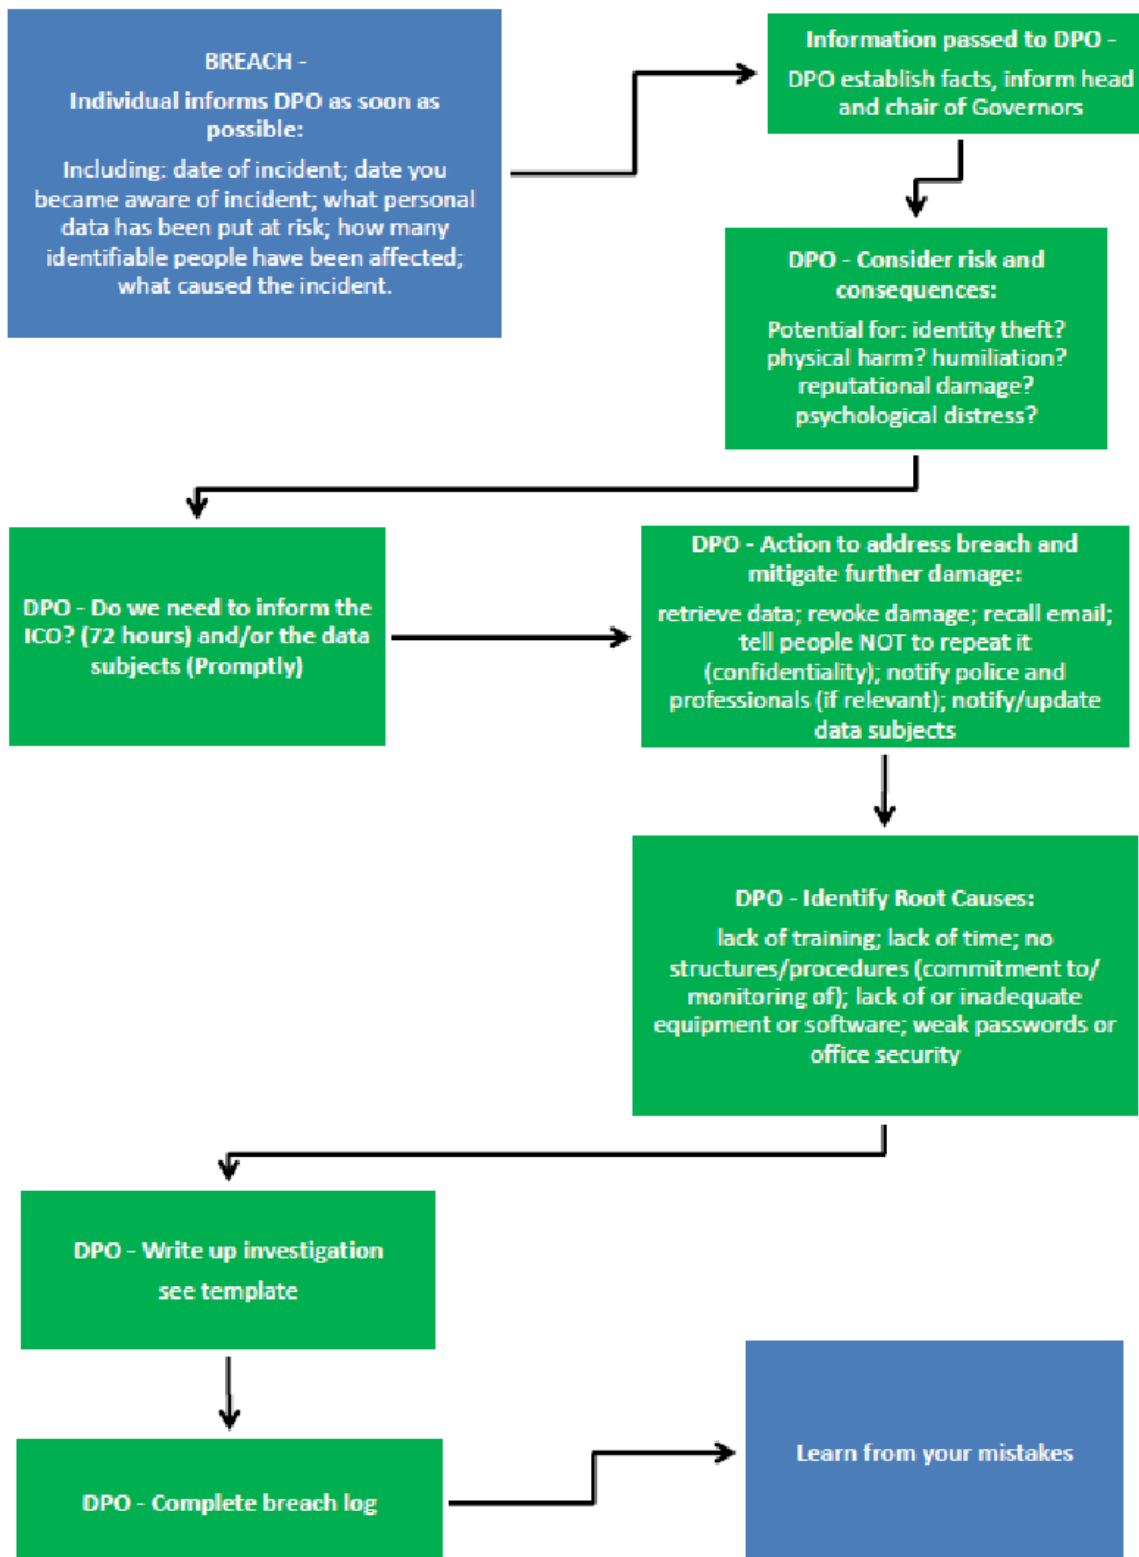 BREACH -
Individual informs DPO as soon as
possible:
Including: date of incident; date you
became aware of incident; what personal
data has been put at risk; how many
identifiable people have been affected;
what caused the incident.
Information passed to DPO -
DPO establish facts, inform head
and chair of Governors
DPO - Consider risk and
consequences:
Potential for: identity theft?
physical harm? humiliation?
reputational damage?
psychological distress?
DPO - Do we need to inform the
ICO? (72 hours) and/or the data
subjects (Promptly)
DPO - Action to address breach and
mitigate further damage:
retrieve data; revoke damage; recall email;
tell people NOT to repeat it
(confidentiality); notify police and
professionals (if relevant); notify/update
data subjects
DPO - Identify Root Causes:
lack of training; lack of time; no
structures/procedures (commitment to/
monitoring of); lack of or inadequate
equipment or software; weak passwords or
office security
DPO - Write up investigation
see template
DPO - Complete breach log
Learn from your mistakes